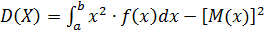 D(X) = ∫_a^b x² · f(x)dx − [M(x)]²